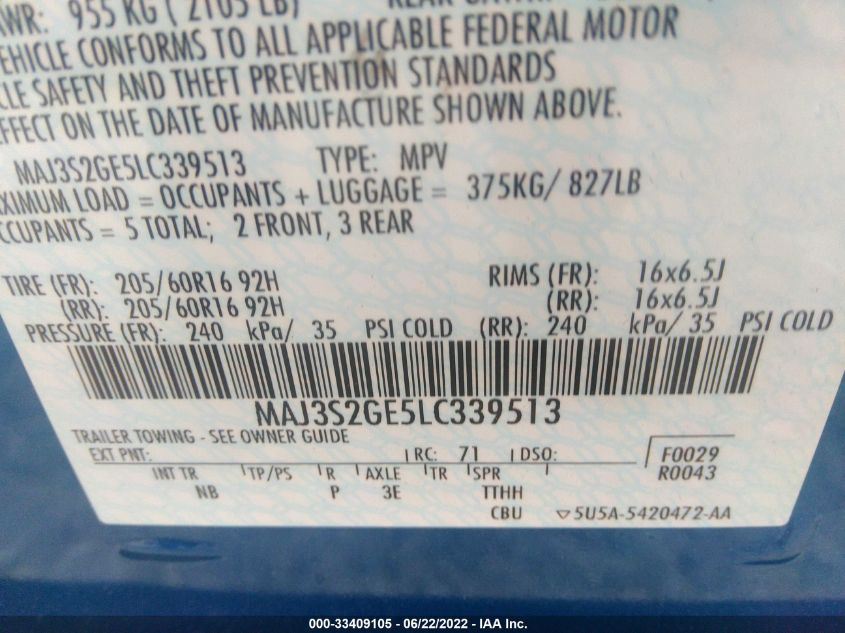 WR: 955 KG ( 2105 LB)
EHICLE CONFORMS TO ALL APPLICABLE FEDERAL MOTOR
CLE SAFETY AND THEFT PREVENTION STANDARDS
EFFECT ON THE DATE OF MANUFACTURE SHOWN ABOVE.
MAJ3S2GE5LC339513 TYPE: MPV
XIMUM LOAD = OCCUPANTS + LUGGAGE = 375KG/ 827LB
CCUPANTS = 5 TOTAL; 2 FRONT, 3 REAR
TIRE (FR): 205/60R16 92H RIMS (FR): 16x6.5J
(RR): 205/60R16 92H (RR): 16x6.5J
PRESSURE (FR): 240 kPa/ 35 PSI COLD (RR): 240 kPa/ 35 PSI COLD
MAJ3S2GE5LC339513
TRAILER TOWING - SEE OWNER GUIDE
EXT PNT: RC: 71 DSO: F0029
INT TR TP/PS R AXLE TR SPR R0043
NB P 3E TTHH
CBU ▽5U5A-5420472-AA
000-33409105 - 06/22/2022 - IAA Inc.